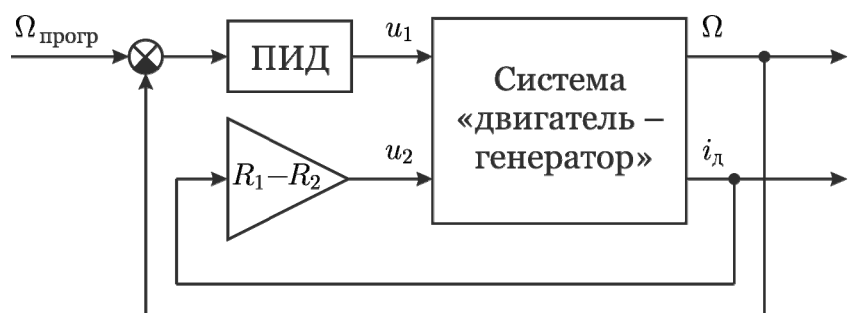 Ω прогр
ПИД
u₁
Система
«двигатель –
генератор»
Ω
R₁–R₂
u₂
iд